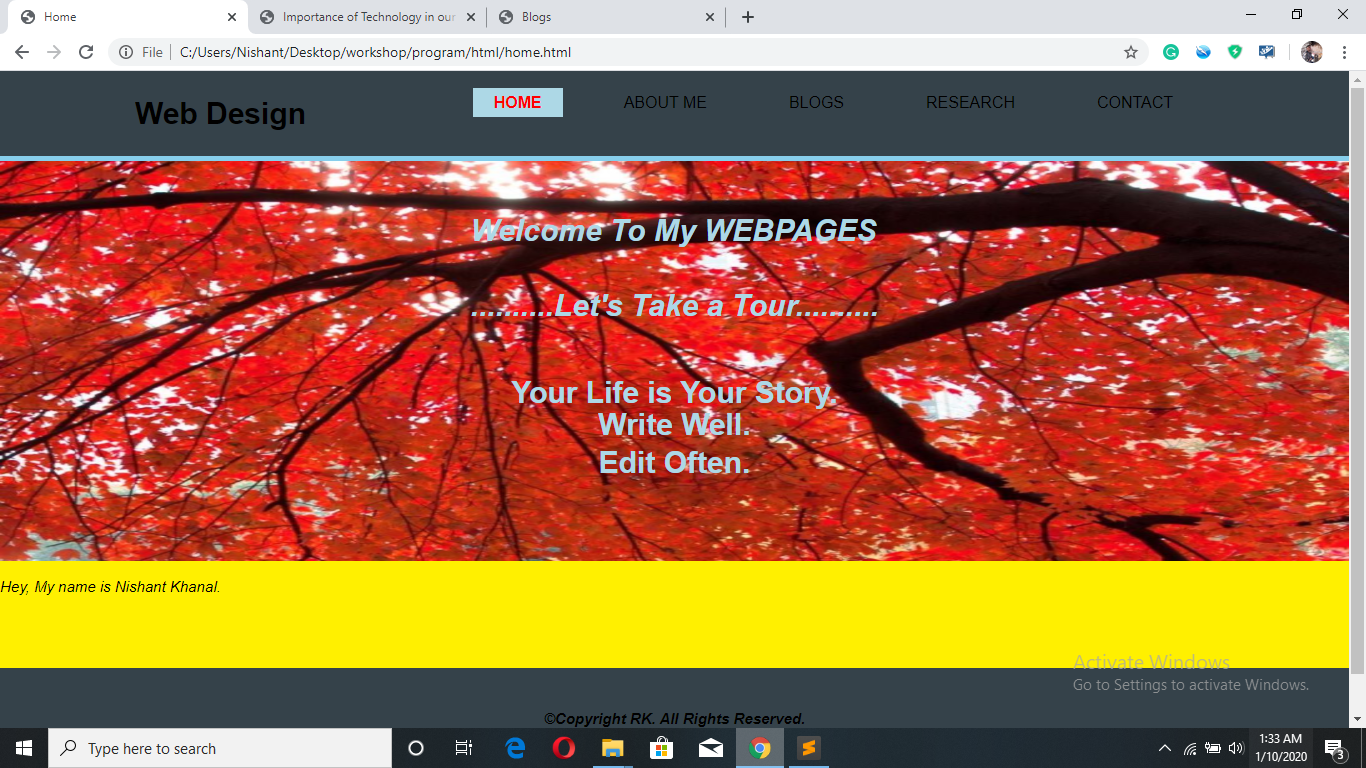 Home
Importance of Technology in our
Blogs
File
C:/Users/Nishant/Desktop/workshop/program/html/home.html
Web Design
HOME
ABOUT ME
BLOGS
RESEARCH
CONTACT
Welcome To My WEBPAGES
..........Let's Take a Tour..........
Your Life is Your Story.
Write Well.
Edit Often.
Hey, My name is Nishant Khanal.
Activate Windows
Go to Settings to activate Windows.
©Copyright RK. All Rights Reserved.
Type here to search
1:33 AM
1/10/2020
3